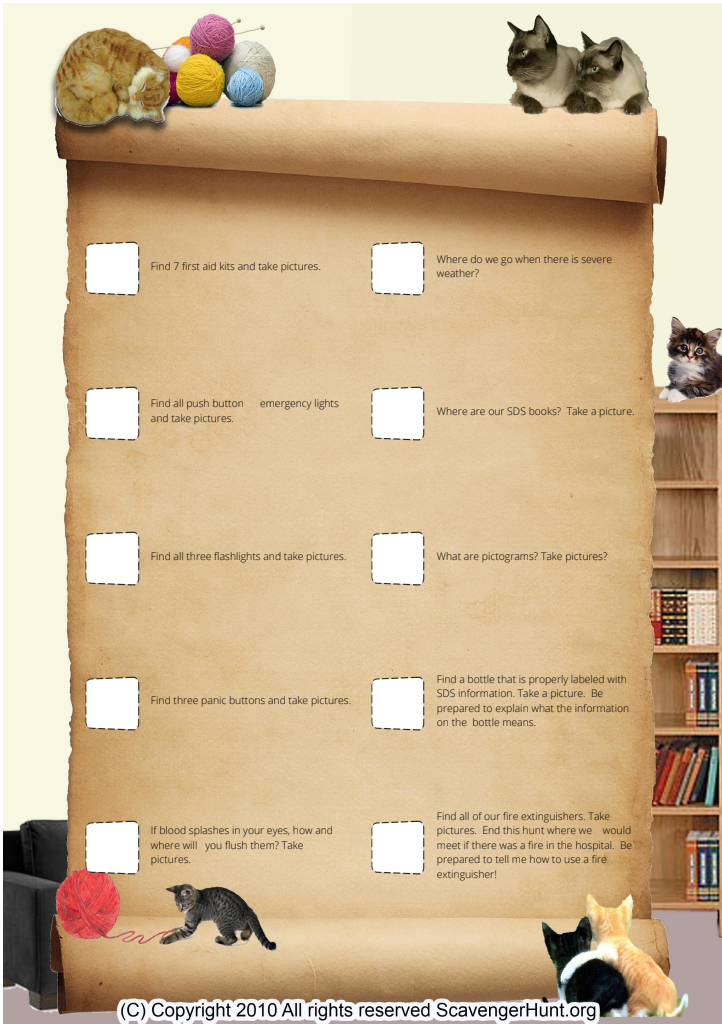 Find 7 first aid kits and take pictures.
Where do we go when there is severe
weather?
Find all push button emergency lights
and take pictures.
Where are our SDS books? Take a picture.
Find all three flashlights and take pictures.
What are pictograms? Take pictures?
Find three panic buttons and take pictures.
Find a bottle that is properly labeled with
SDS information. Take a picture. Be
prepared to explain what the information
on the bottle means.
If blood splashes in your eyes, how and
where will you flush them? Take
pictures.
Find all of our fire extinguishers. Take
pictures. End this hunt where we would
meet if there was a fire in the hospital. Be
prepared to tell me how to use a fire
extinguisher!
(C) Copyright 2010 All rights reserved ScavengerHunt.org